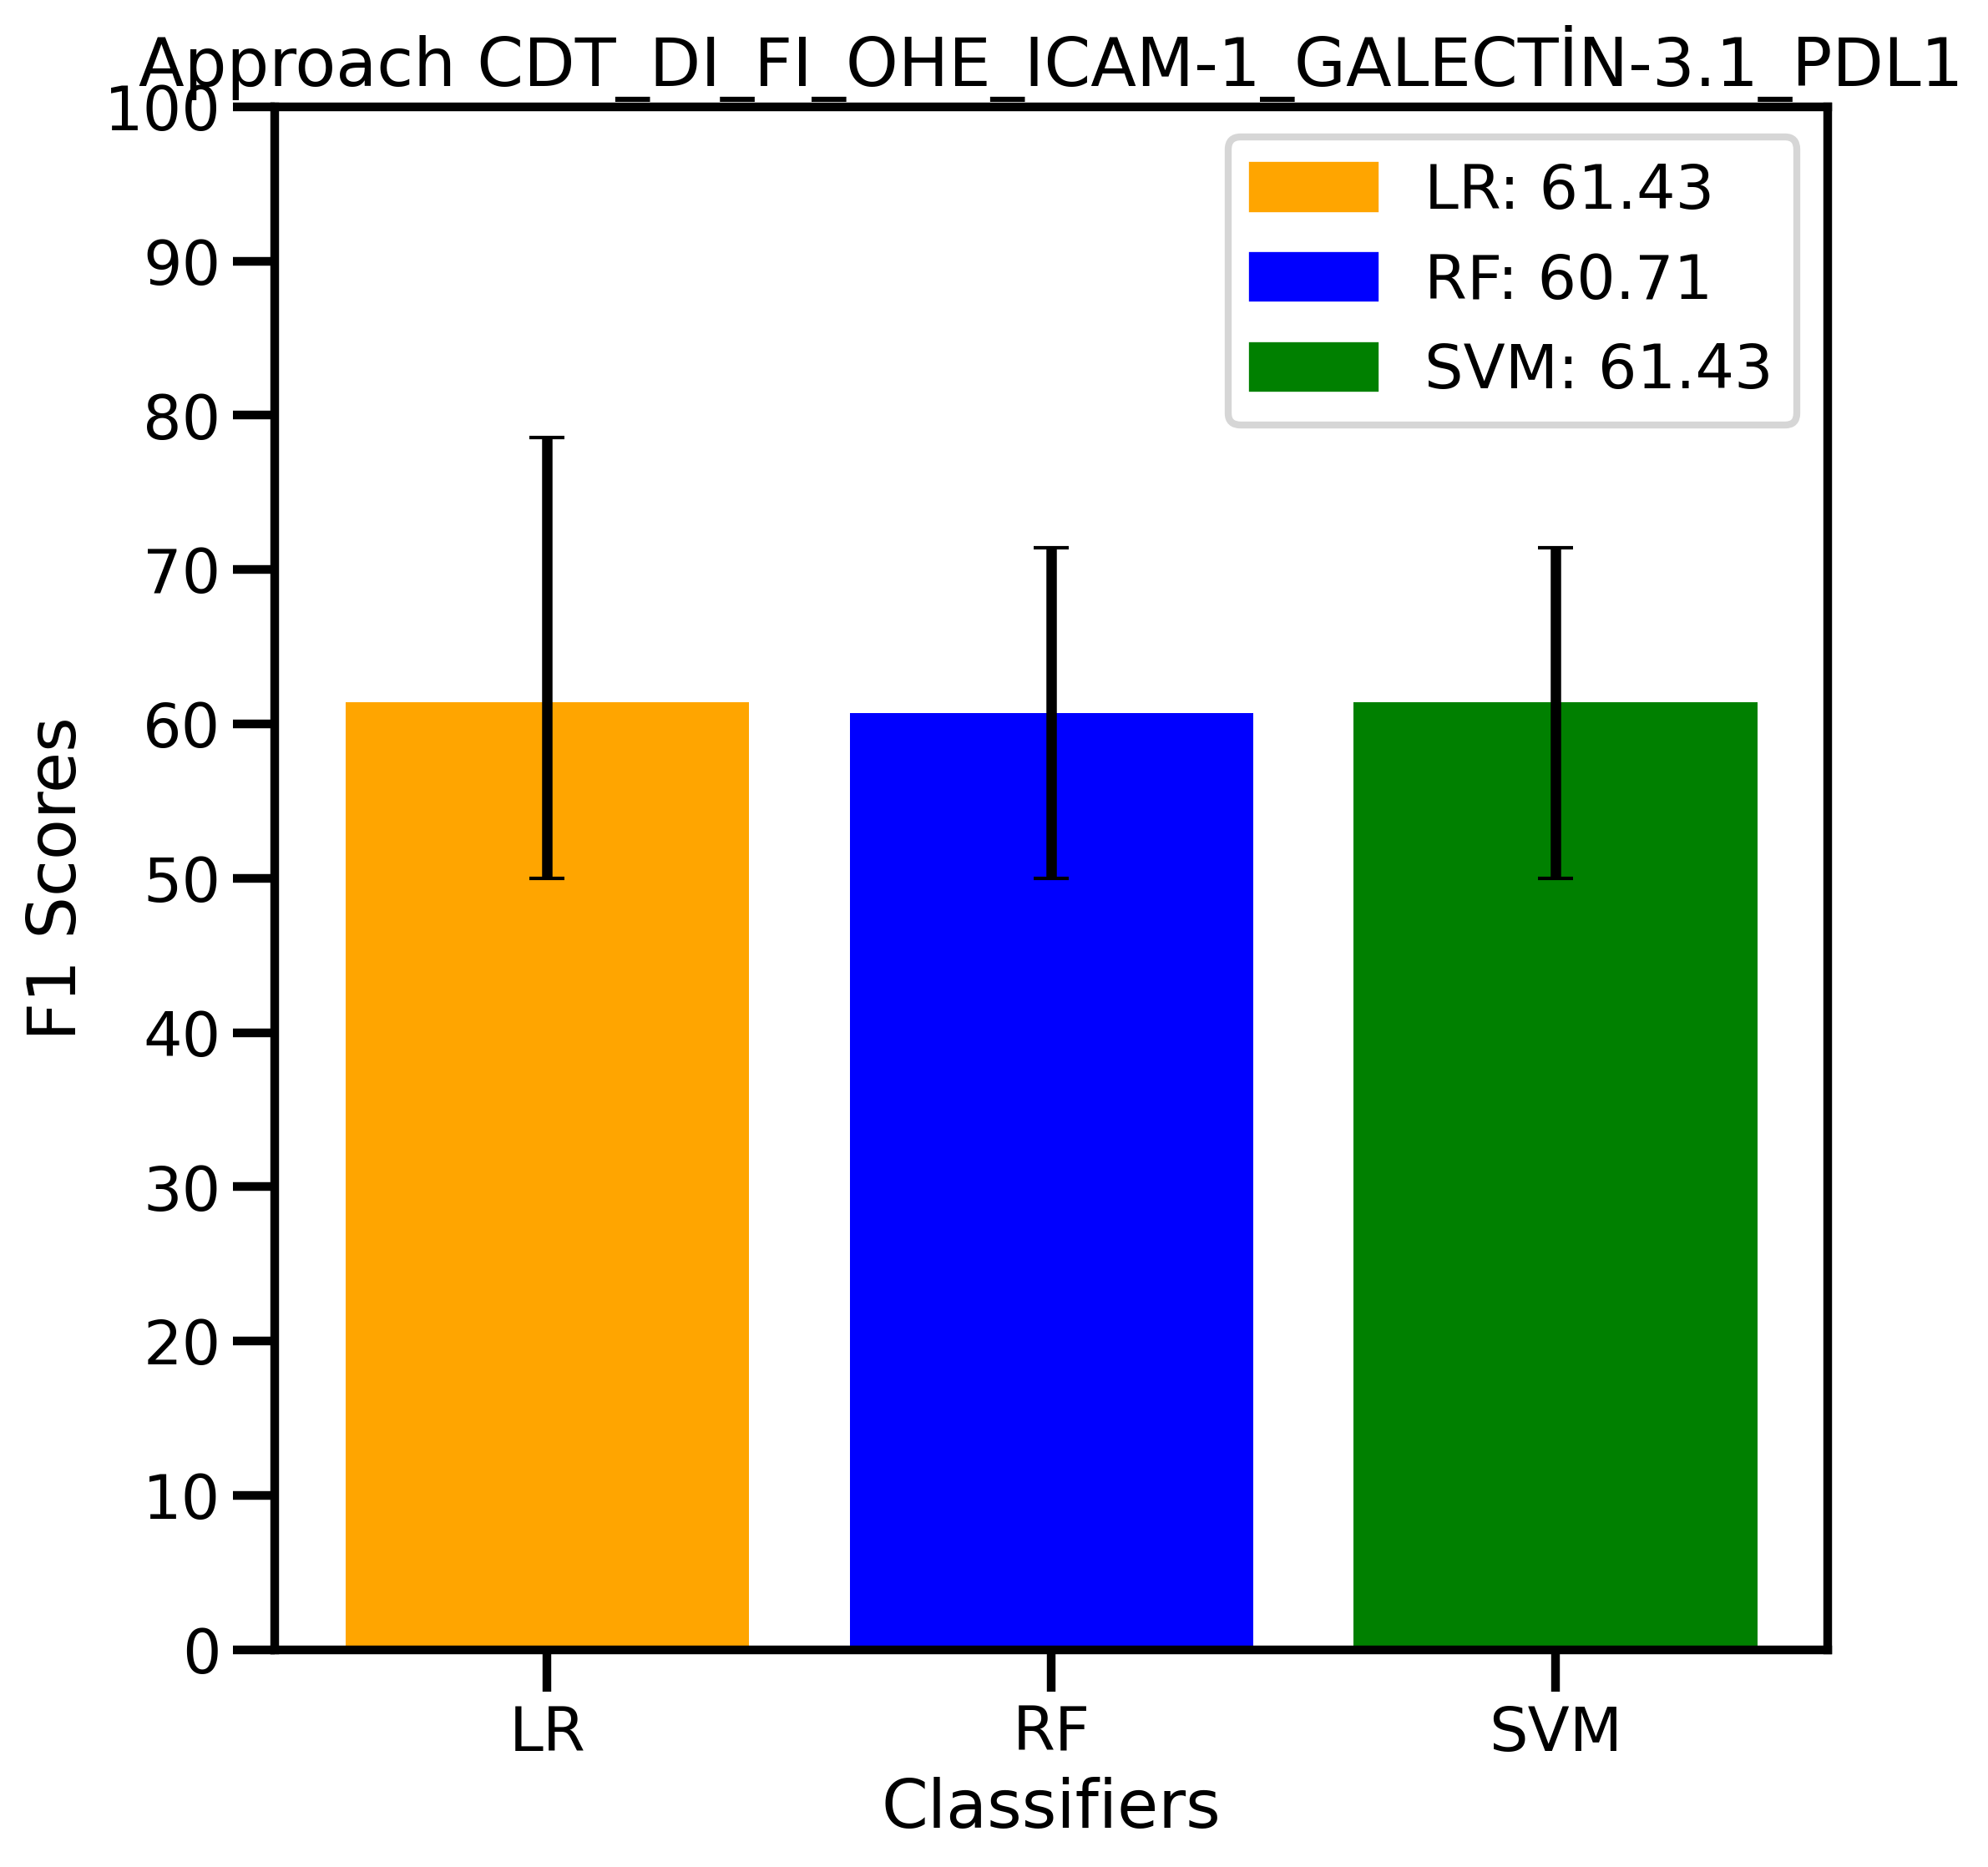 Approach CDT_DI_FI_OHE_ICAM-1_GALECTİN-3.1_PDL1
100
90
80
70
60
50
40
30
20
10
0
F1 Scores
LR: 61.43
RF: 60.71
SVM: 61.43
LR
RF
SVM
Classifiers